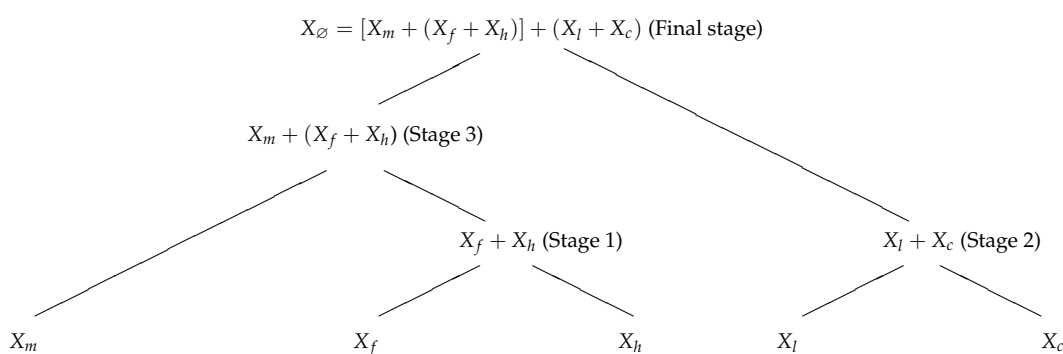 X_∅ = [X_m + (X_f + X_h)] + (X_l + X_c) (Final stage)
X_m + (X_f + X_h) (Stage 3)
X_f + X_h (Stage 1) X_l + X_c (Stage 2)
X_m X_f X_h X_l X_c